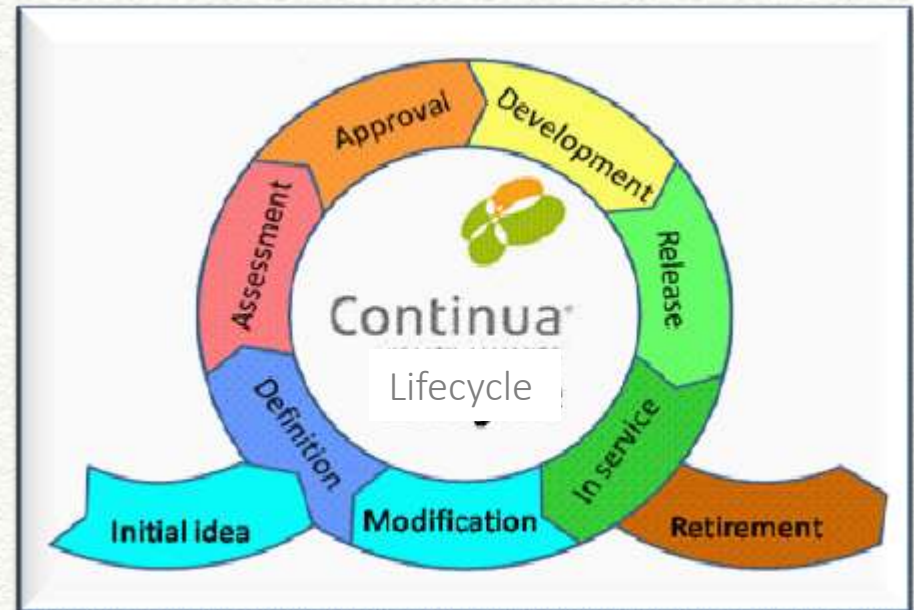 Approval
Development
Assessment
Release
Continua®
Lifecycle
Definition
In service
Initial idea
Modification
Retirement